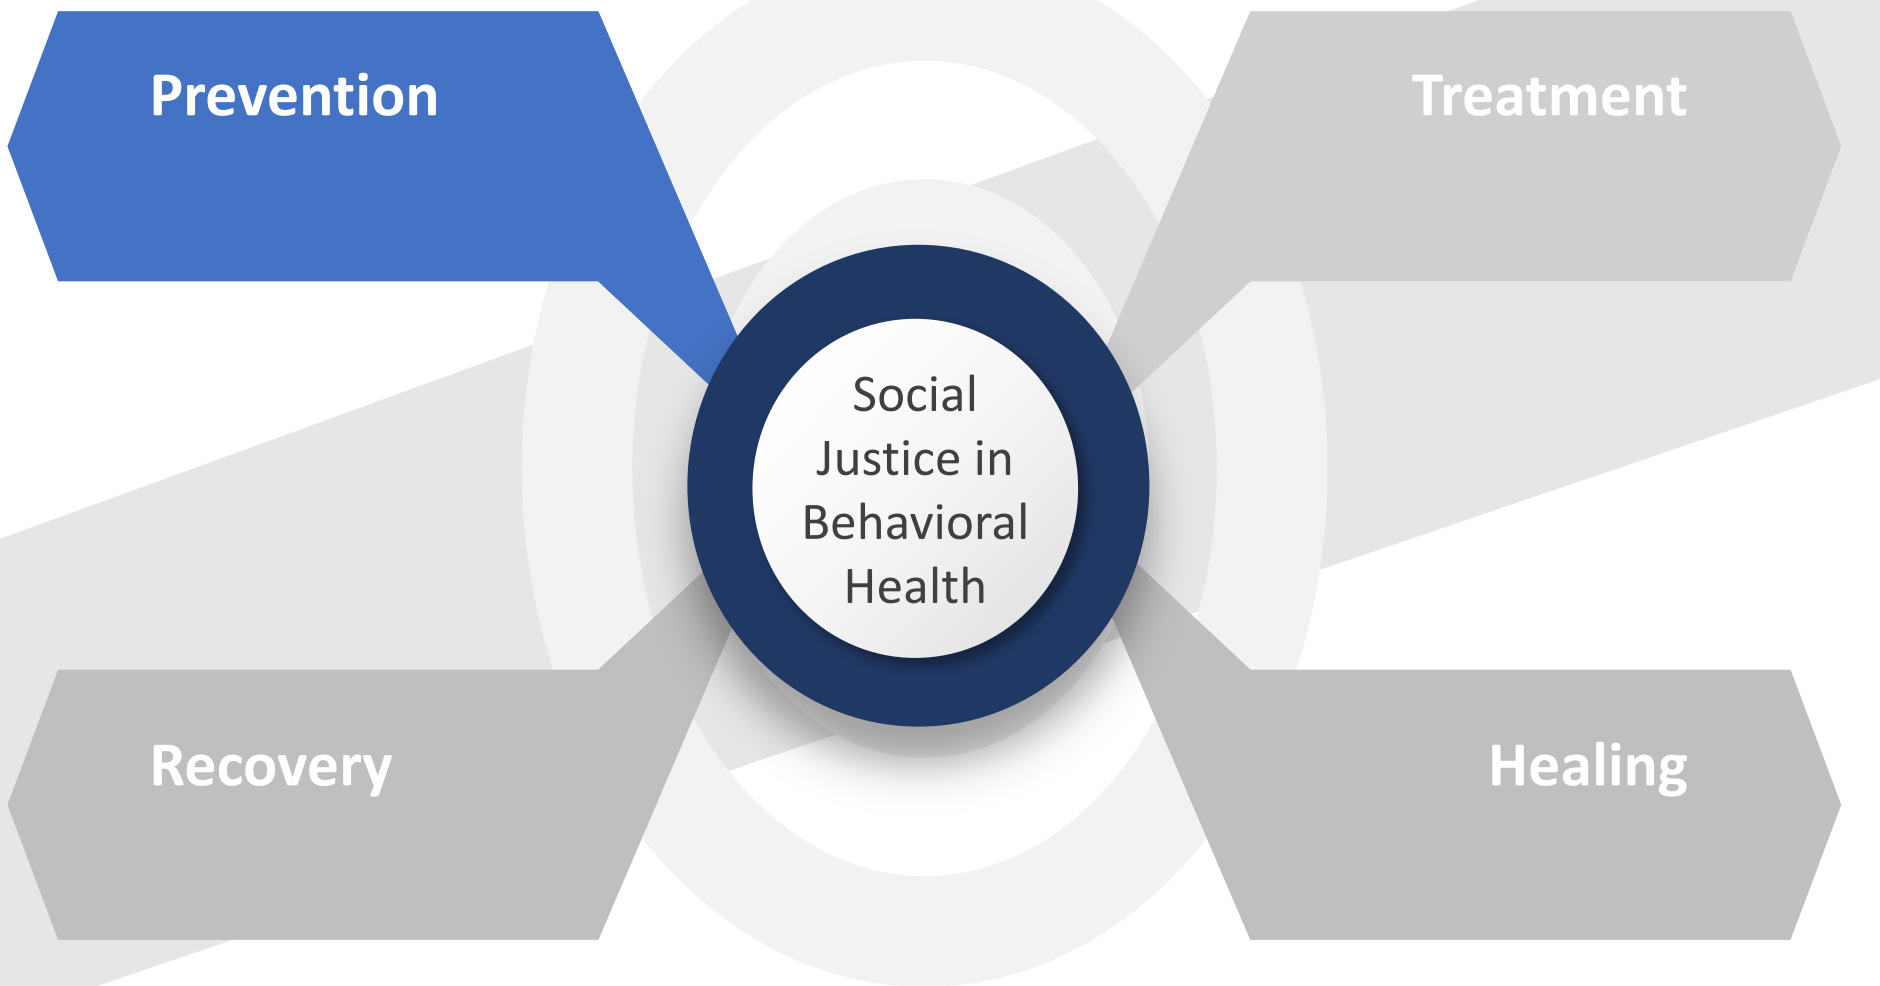 Prevention
Treatment
Social
Justice in
Behavioral
Health
Recovery
Healing